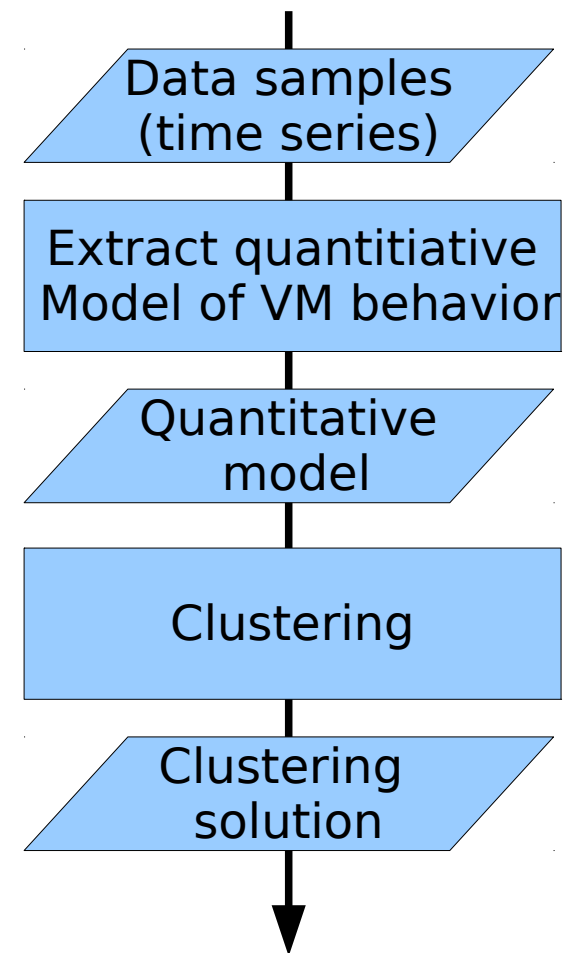 Data samples
(time series)
Extract quantitiative
Model of VM behavior
Quantitative
model
Clustering
Clustering
solution